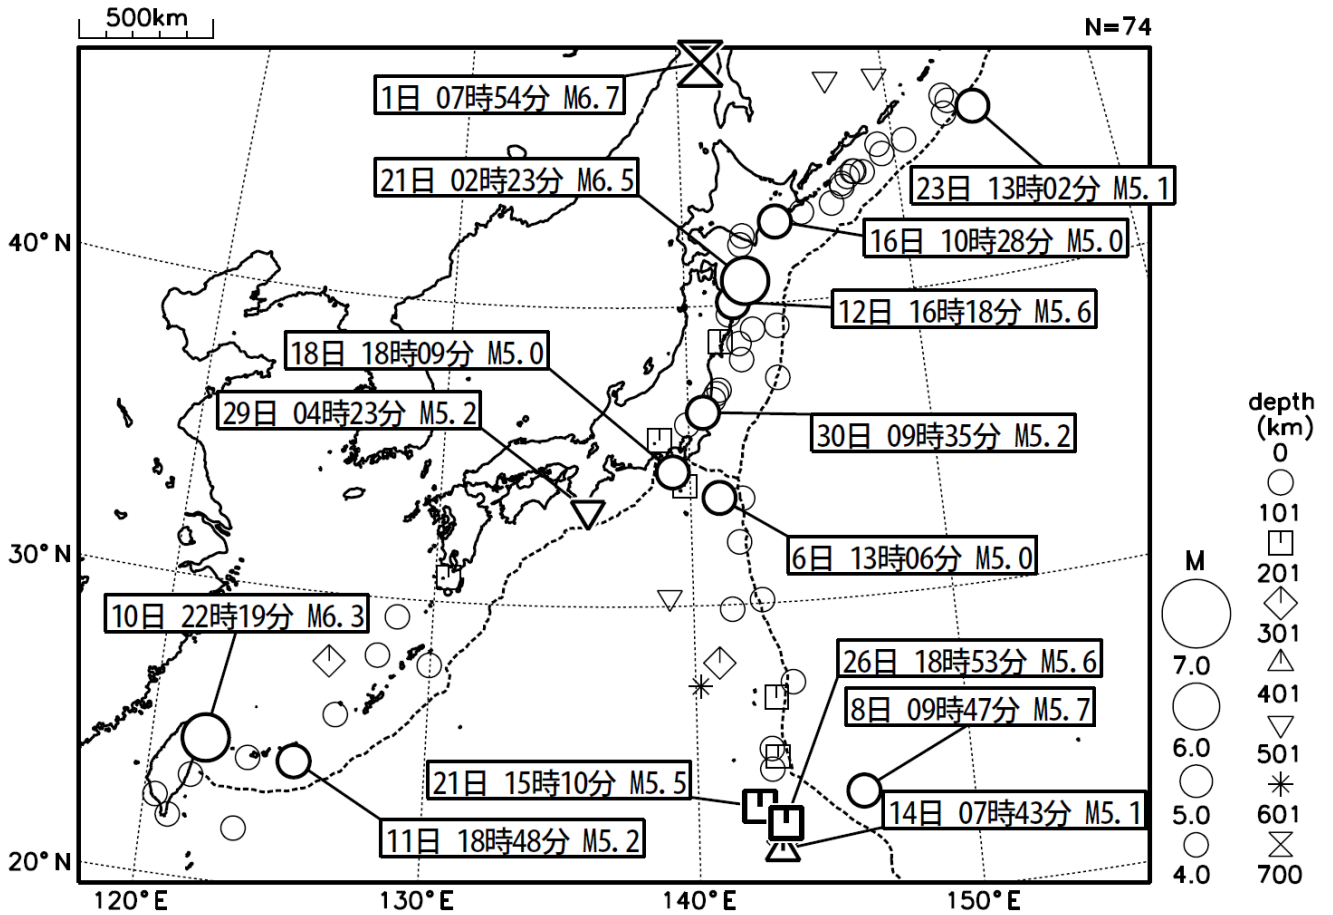 500km
N=74
1日 07時54分 M6.7
21日 02時23分 M6.5
23日 13時02分 M5.1
16日 10時28分 M5.0
40°N
12日 16時18分 M5.6
18日 18時09分 M5.0
29日 04時23分 M5.2
30日 09時35分 M5.2
6日 13時06分 M5.0
30°N
10日 22時19分 M6.3
26日 18時53分 M5.6
8日 09時47分 M5.7
21日 15時10分 M5.5
14日 07時43分 M5.1
11日 18時48分 M5.2
20°N
120°E
130°E
140°E
150°E
M
7.0
6.0
5.0
4.0
depth
(km)
0
101
201
301
401
501
601
700